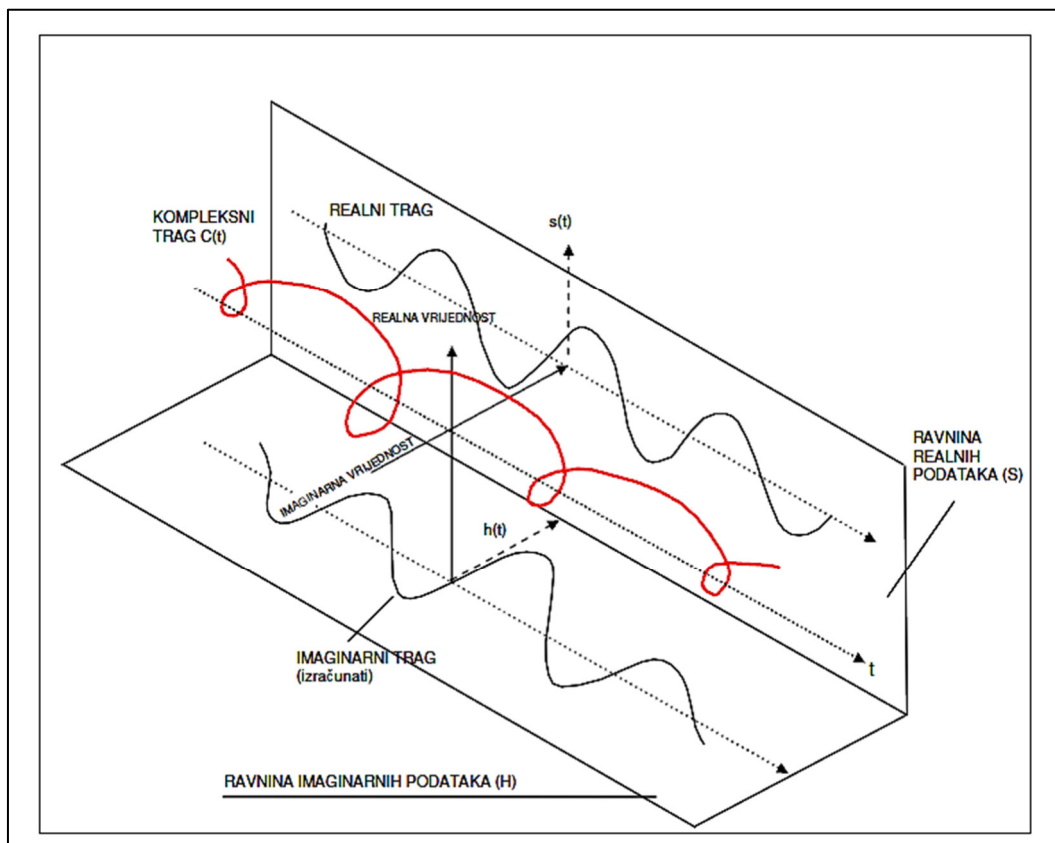 KOMPLEKSNI
TRAG C(t)
REALNI TRAG
s(t)
REALNA VRIJEDNOST
IMAGINARNA VRIJEDNOST
h(t)
RAVNINA
REALNIH
PODATAKA (S)
IMAGINARNI TRAG
(izračunati)
t
RAVNINA IMAGINARNIH PODATAKA (H)